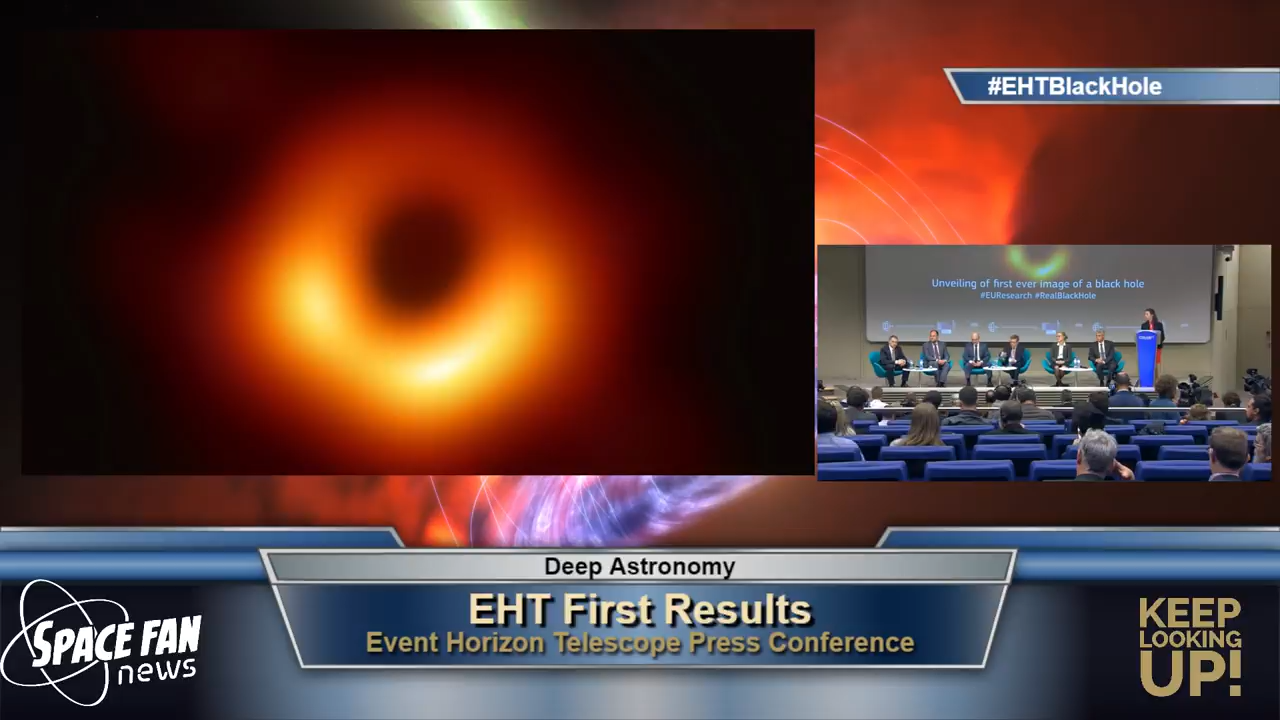 #EHTBlackHole
Unveiling of first ever image of a black hole
#EUResearch #RealBlackHole
Deep Astronomy
EHT First Results
Event Horizon Telescope Press Conference
SPACE FAN
news
KEEP
LOOKING
UP!